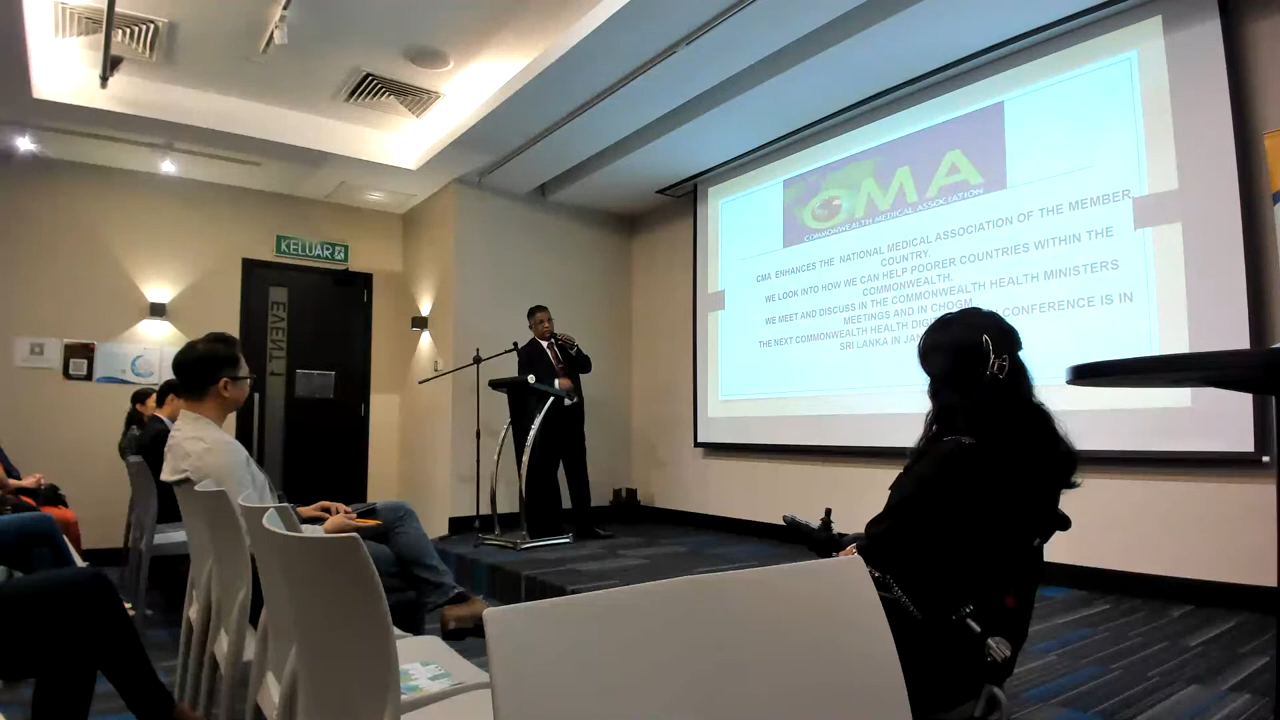 KELUAR
EVENT 1
CMA
COMMONWEALTH MEDICAL ASSOCIATION
CMA ENHANCES THE NATIONAL MEDICAL ASSOCIATION OF THE MEMBER
COUNTRY.
WE LOOK INTO HOW WE CAN HELP POORER COUNTRIES WITHIN THE
COMMONWEALTH.
WE MEET AND DISCUSS IN THE COMMONWEALTH HEALTH MINISTERS
MEETINGS AND IN CHOGM
THE NEXT COMMONWEALTH HEALTH CONFERENCE IS IN
SRI LANKA IN